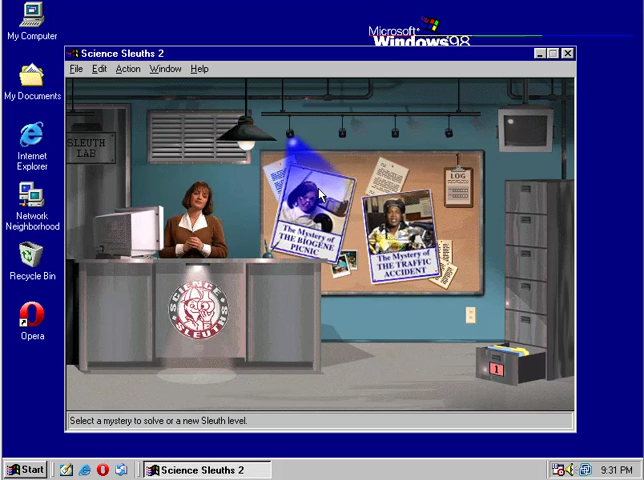 My Computer
My Documents
Internet
Explorer
Network
Neighborhood
Recycle Bin
Opera
Microsoft
Windows 98
Science Sleuths 2
File Edit Action Window Help
SLEUTH
LAB
LOG
The Mystery of
THE BIOGENE
PICNIC
The Mystery of
THE TRAFFIC
ACCIDENT
SCIENCE
SLEUTHS
1
Select a mystery to solve or a new Sleuth level.
Start
Science Sleuths 2
9:31 PM